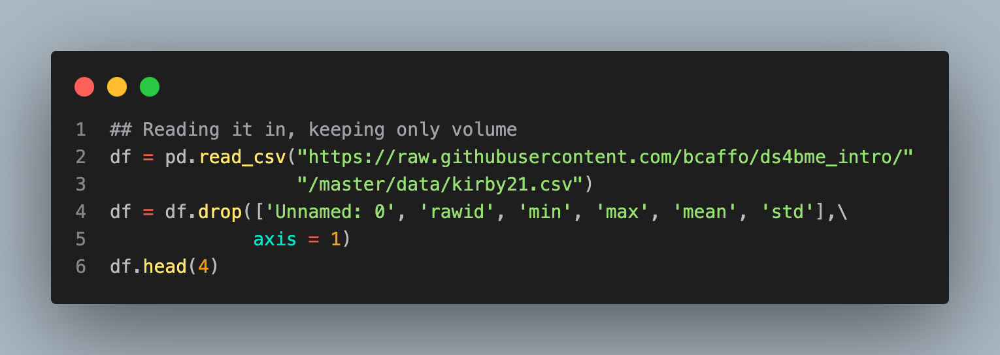 1 ## Reading it in, keeping only volume
2 df = pd.read_csv("https://raw.githubusercontent.com/bcaffo/ds4bme_intro/"
3 "/master/data/kirby21.csv")
4 df = df.drop(['Unnamed: 0', 'rawid', 'min', 'max', 'mean', 'std'],\
5 axis = 1)
6 df.head(4)